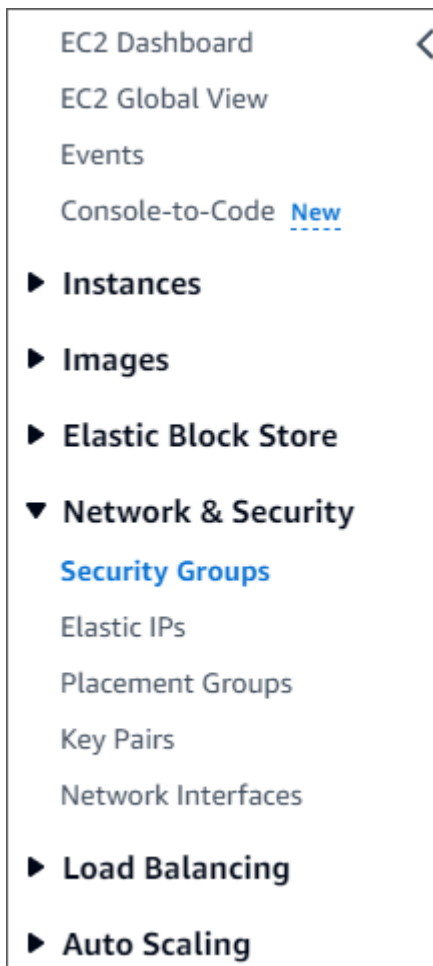 EC2 Dashboard
EC2 Global View
Events
Console-to-Code New
Instances
Images
Elastic Block Store
Network & Security
Security Groups
Elastic IPs
Placement Groups
Key Pairs
Network Interfaces
Load Balancing
Auto Scaling